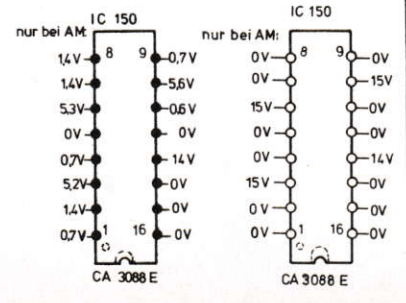 IC 150
nur bei AM:
8 9
1,4V 0,7V
1,4V 5,6V
5,3V 0,6V
0V 0V
0,7V 14V
5,2V 0V
1,4V 0V
0,7V 0V
1 16
CA 3088 E
IC 150
nur bei AM:
8 9
0V 0V
0V 15V
15V 0V
0V 0V
0V 14V
15V 0V
0V 0V
0V 0V
1 16
CA 3088 E